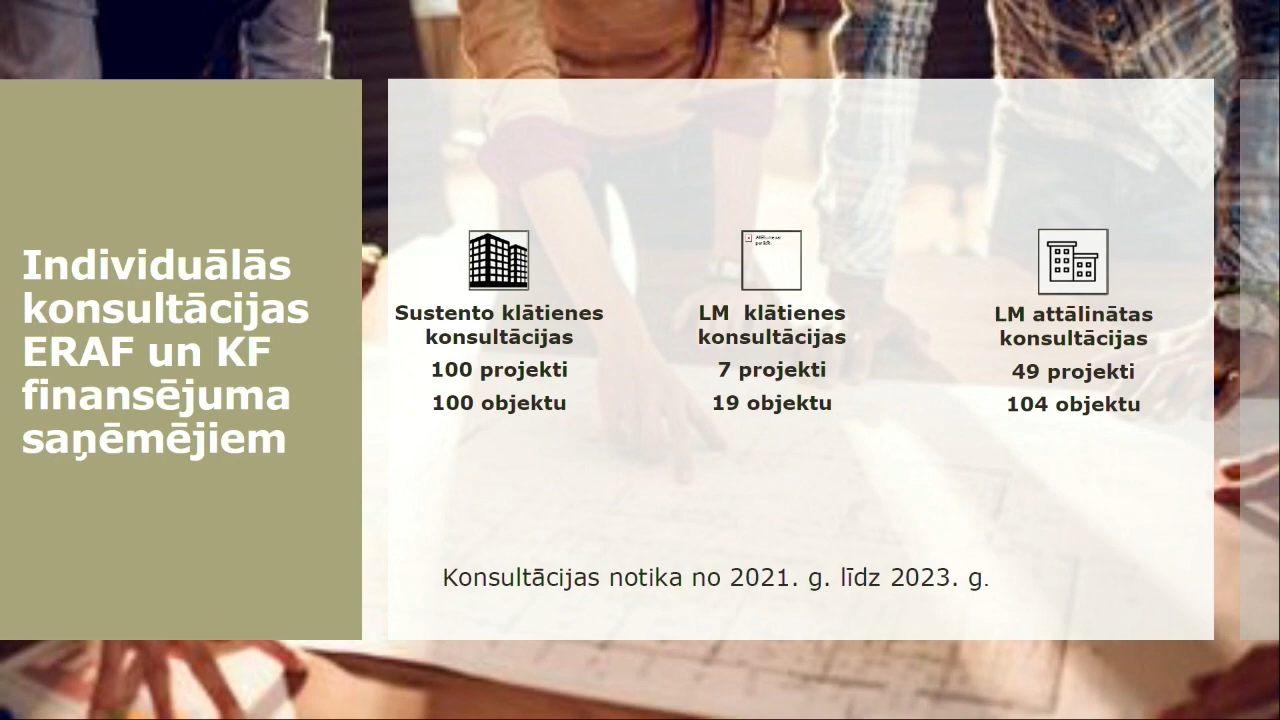 Individuālās
konsultācijas
ERAF un KF
finansējuma
saņēmējiem
Sustento klātienes
konsultācijas
100 projekti
100 objektu
LM klātienes
konsultācijas
7 projekti
19 objektu
LM attālinātas
konsultācijas
49 projekti
104 objektu
Konsultācijas notika no 2021. g. līdz 2023. g.